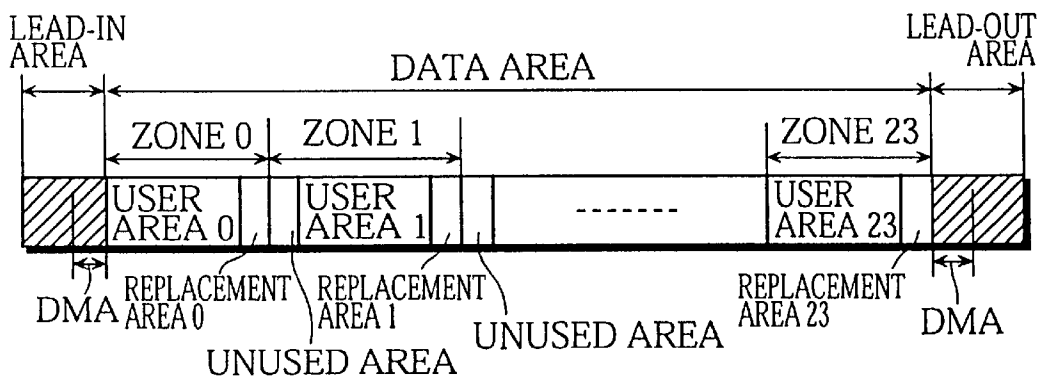 LEAD-IN
AREA
LEAD-OUT
AREA
DATA AREA
ZONE 0
ZONE 1
ZONE 23
USER
AREA 0
USER
AREA 1
USER
AREA 23
DMA
REPLACEMENT
AREA 0
REPLACEMENT
AREA 1
REPLACEMENT
AREA 23
DMA
UNUSED AREA
UNUSED AREA